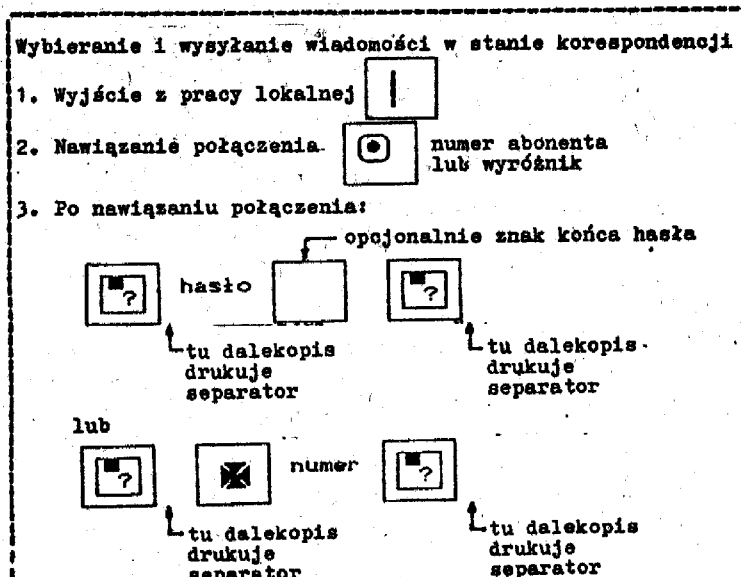 Wybieranie i wysyłanie wiadomości w stanie korespondencji
1. Wyjście z pracy lokalnej
2. Nawiązanie połączenia
numer abonenta
lub wyróżnik
3. Po nawiązaniu połączenia:
opcjonalnie znak końca hasła
?
hasło
?
tu dalekopis
drukuje
separator
tu dalekopis
drukuje
separator
lub
?
numer
?
tu dalekopis
drukuje
separator
tu dalekopis
drukuje
separator